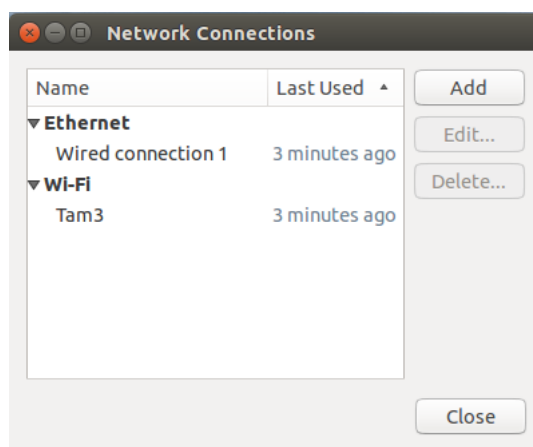 Network Connections
Name Last Used Add
Ethernet Edit...
Wired connection 1 3 minutes ago
Wi-Fi Delete...
Tam3 3 minutes ago
Close